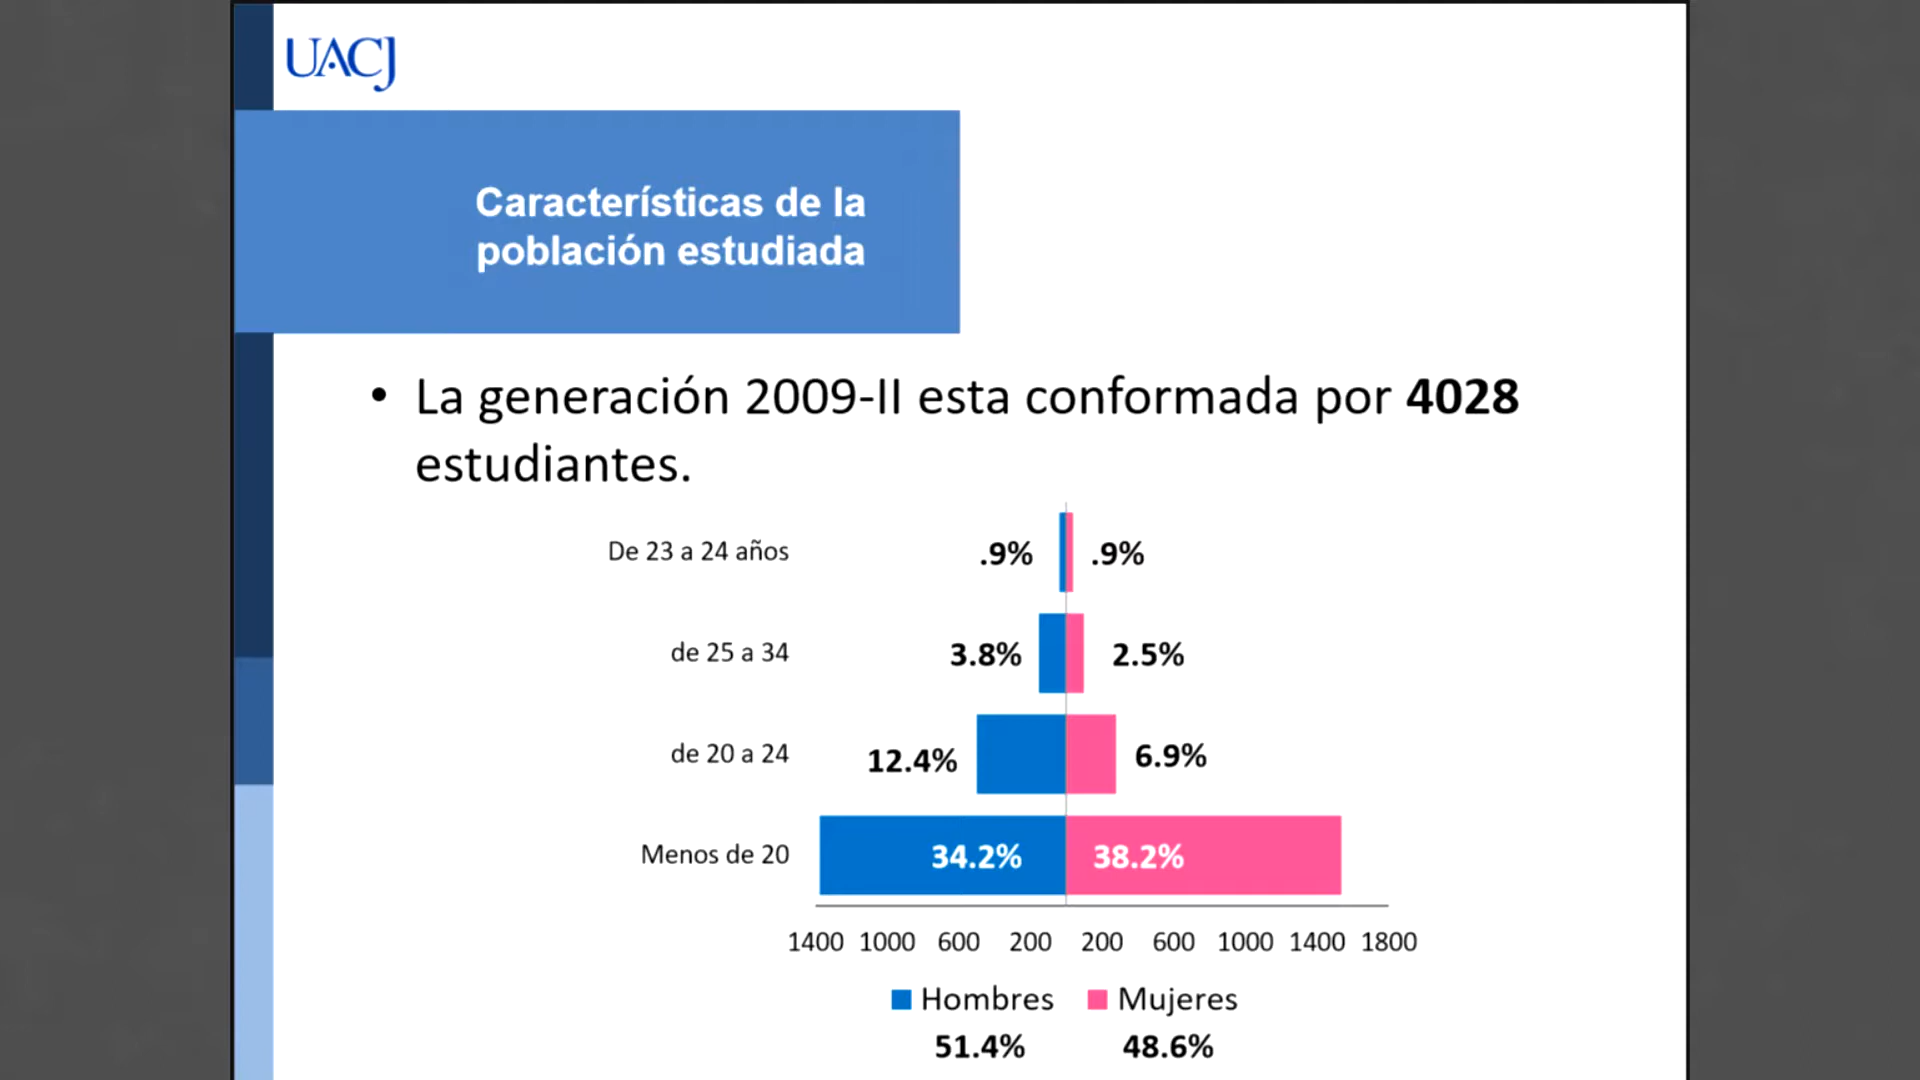 UACJ
Características de la
población estudiada
• La generación 2009-II esta conformada por 4028
estudiantes.
De 23 a 24 años .9% .9%
de 25 a 34 3.8% 2.5%
de 20 a 24 12.4% 6.9%
Menos de 20 34.2% 38.2%
1400 1000 600 200 200 600 1000 1400 1800
Hombres Mujeres
51.4% 48.6%